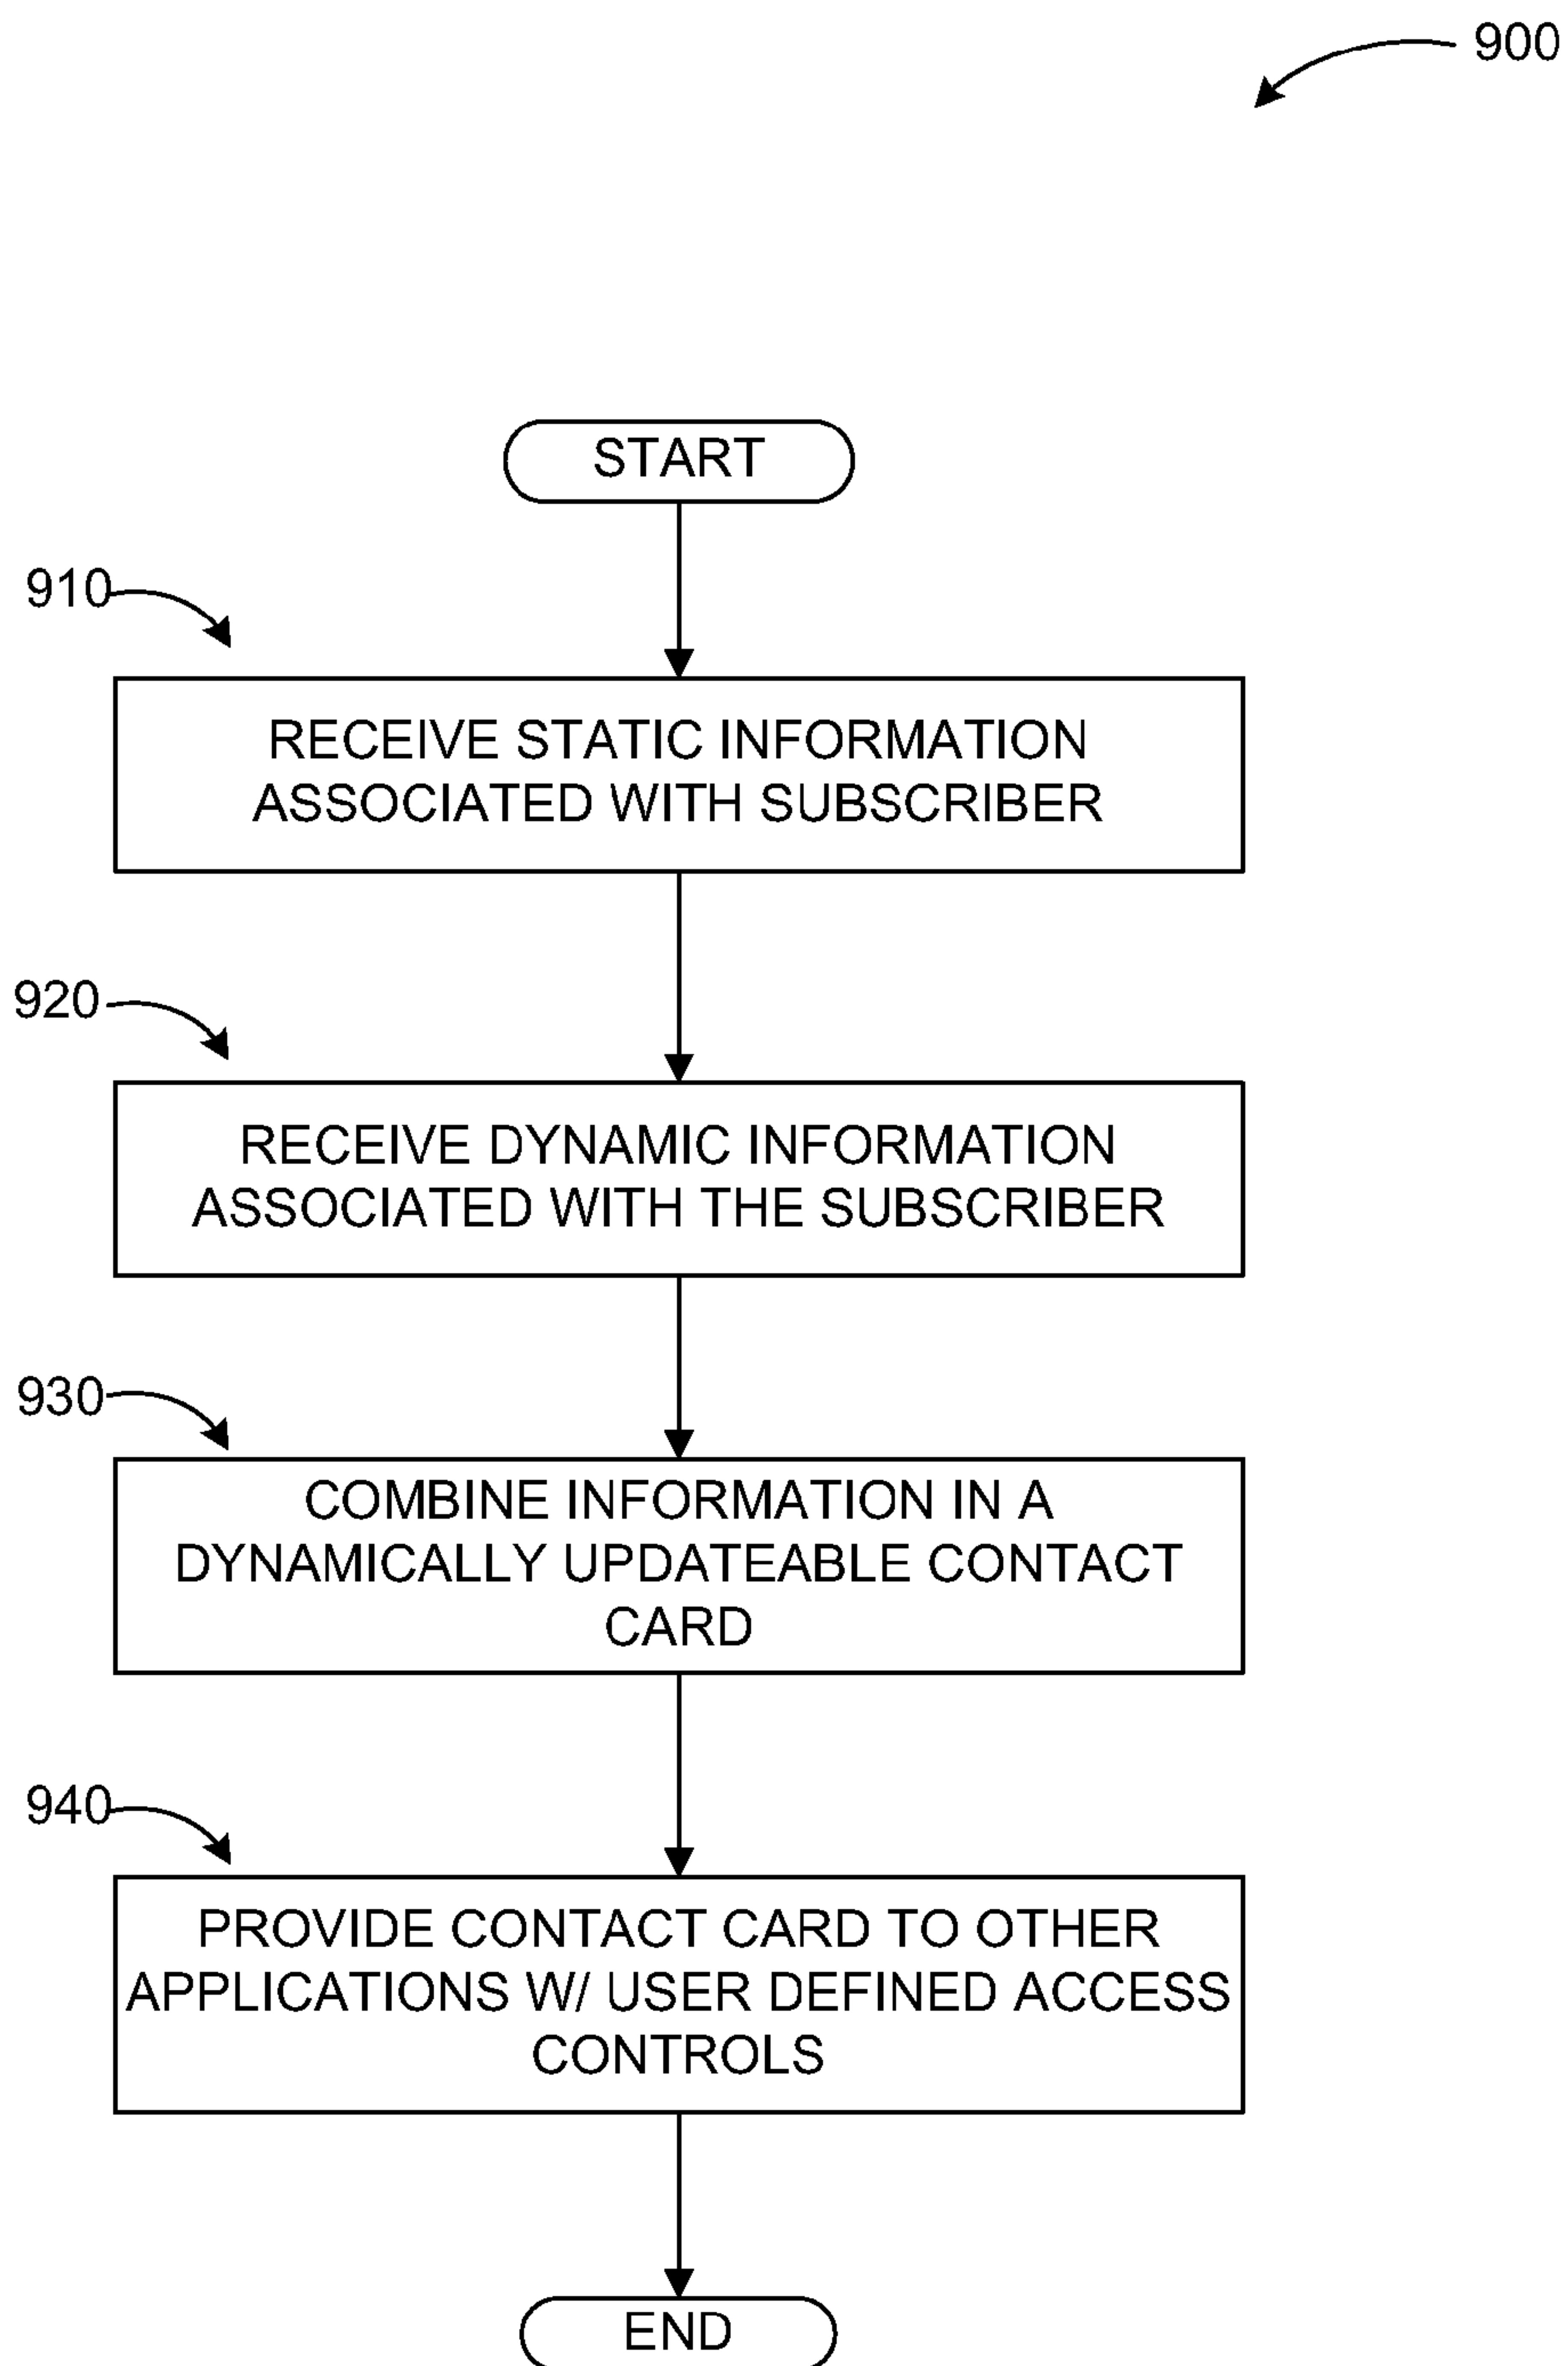 900
START
910
RECEIVE STATIC INFORMATION
ASSOCIATED WITH SUBSCRIBER
920
RECEIVE DYNAMIC INFORMATION
ASSOCIATED WITH THE SUBSCRIBER
930
COMBINE INFORMATION IN A
DYNAMICALLY UPDATEABLE CONTACT
CARD
940
PROVIDE CONTACT CARD TO OTHER
APPLICATIONS W/ USER DEFINED ACCESS
CONTROLS
END